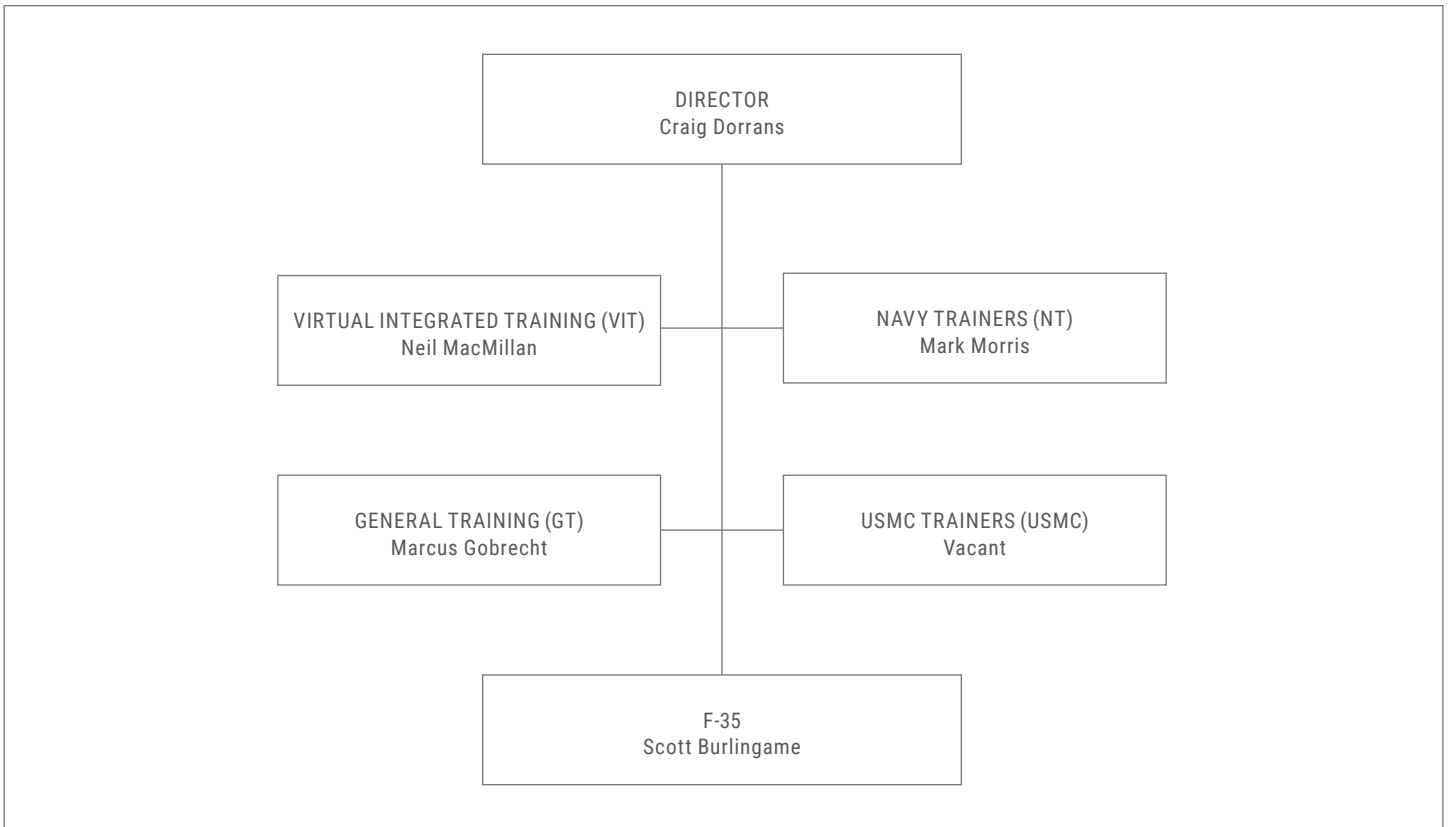 DIRECTOR
Craig Dorrans
VIRTUAL INTEGRATED TRAINING (VIT)
Neil MacMillan
NAVY TRAINERS (NT)
Mark Morris
GENERAL TRAINING (GT)
Marcus Gobrecht
USMC TRAINERS (USMC)
Vacant
F-35
Scott Burlingame